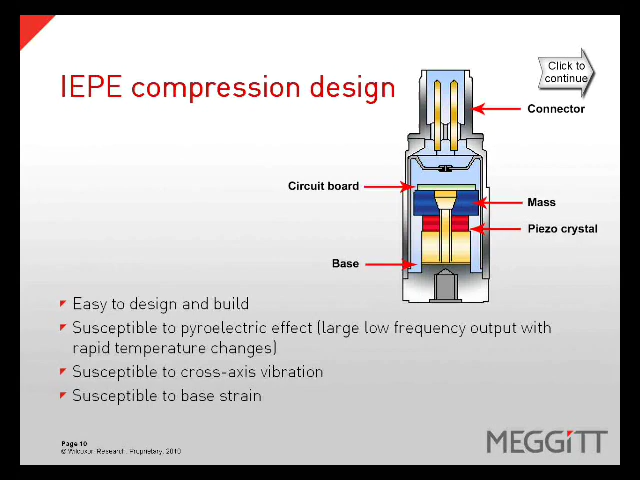 IEPE compression design
Click to
continue
Connector
Circuit board
Mass
Piezo crystal
Base
Easy to design and build
Susceptible to pyroelectric effect (large low frequency output with
rapid temperature changes)
Susceptible to cross-axis vibration
Susceptible to base strain
Page 10
© Wilcoxon Research, Proprietary, 2010
MEGGITT